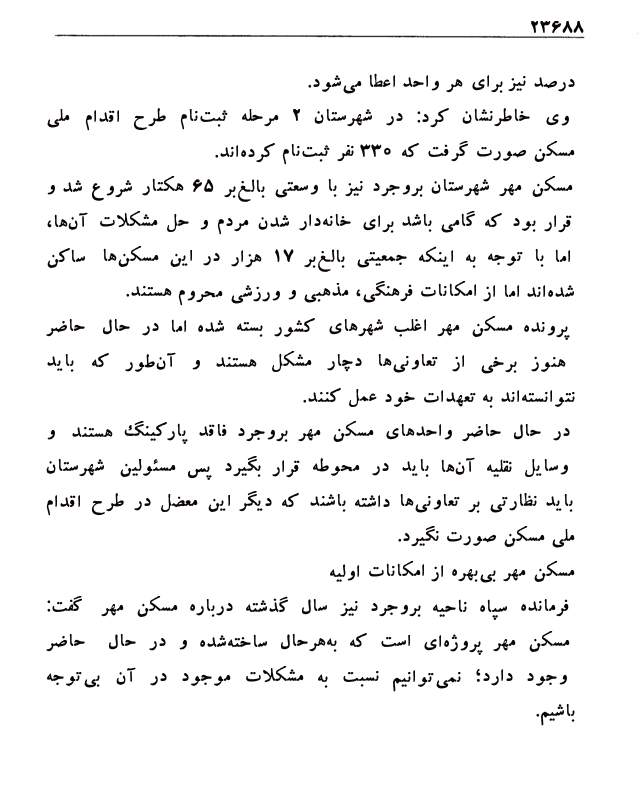 ۲۳۶۸۸
درصد نیز برای هر واحد اعطا می‌شود.
وی خاطرنشان کرد: در شهرستان ۲ مرحله ثبت‌نام طرح اقدام ملی
مسکن صورت گرفت که ۳۳۰ نفر ثبت‌نام کرده‌اند.
مسکن مهر شهرستان بروجرد نیز با وسعتی بالغ‌بر ۶۵ هکتار شروع شد و
قرار بود که گامی باشد برای خانه‌دار شدن مردم و حل مشکلات آن‌ها،
اما با توجه به اینکه جمعیتی بالغ‌بر ۱۷ هزار در این مسکن‌ها ساکن
شده‌اند اما از امکانات فرهنگی، مذهبی و ورزشی محروم هستند.
پرونده مسکن مهر اغلب شهرهای کشور بسته شده اما در حال حاضر
هنوز برخی از تعاونی‌ها دچار مشکل هستند و آن‌طور که باید
نتوانسته‌اند به تعهدات خود عمل کنند.
در حال حاضر واحدهای مسکن مهر بروجرد فاقد پارکینگ هستند و
وسایل نقلیه آن‌ها باید در محوطه قرار بگیرد پس مسئولین شهرستان
باید نظارتی بر تعاونی‌ها داشته باشند که دیگر این معضل در طرح اقدام
ملی مسکن صورت نگیرد.
مسکن مهر بی‌بهره از امکانات اولیه
فرمانده سپاه ناحیه بروجرد نیز سال گذشته درباره مسکن مهر گفت:
مسکن مهر پروژه‌ای است که به‌هرحال ساخته‌شده و در حال حاضر
وجود دارد؛ نمی‌توانیم نسبت به مشکلات موجود در آن بی‌توجه
باشیم.